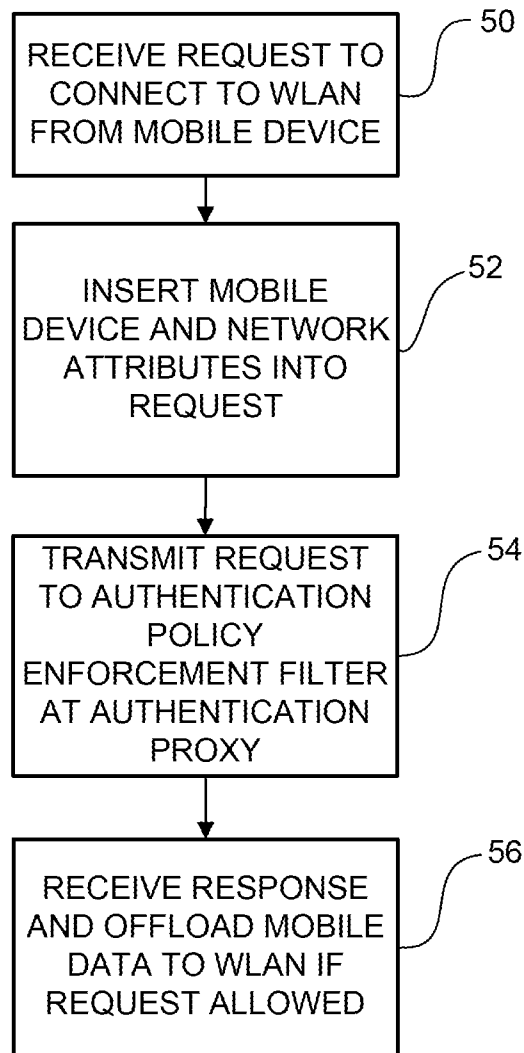 50
RECEIVE REQUEST TO
CONNECT TO WLAN
FROM MOBILE DEVICE
52
INSERT MOBILE
DEVICE AND NETWORK
ATTRIBUTES INTO
REQUEST
54
TRANSMIT REQUEST
TO AUTHENTICATION
POLICY
ENFORCEMENT FILTER
AT AUTHENTICATION
PROXY
56
RECEIVE RESPONSE
AND OFFLOAD MOBILE
DATA TO WLAN IF
REQUEST ALLOWED